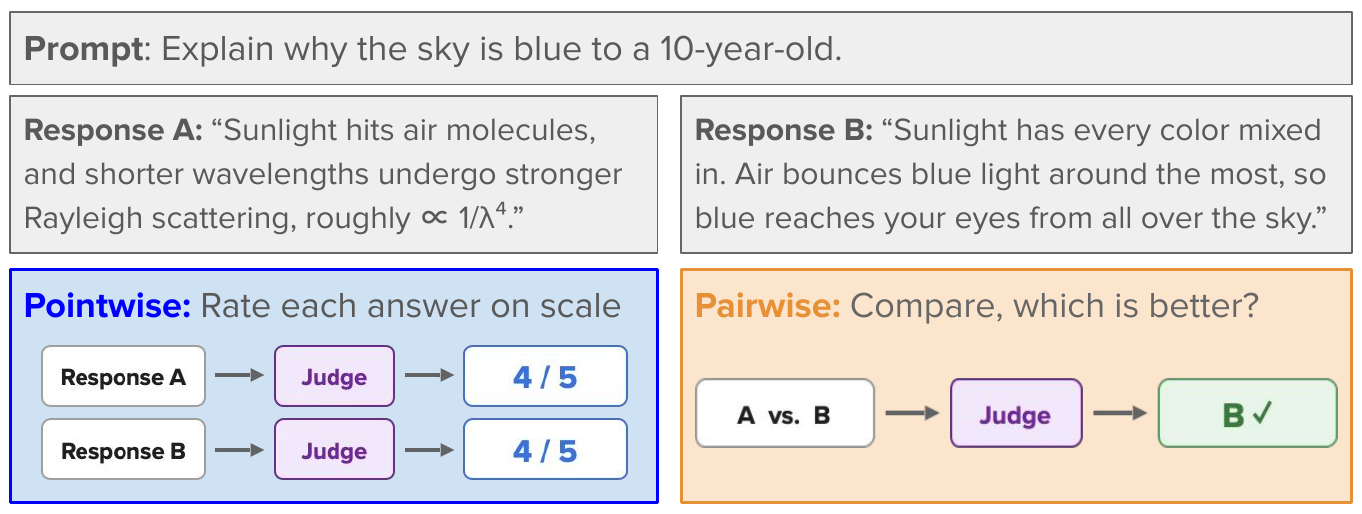 Prompt: Explain why the sky is blue to a 10-year-old.
Response A: “Sunlight hits air molecules,
and shorter wavelengths undergo stronger
Rayleigh scattering, roughly ∝ 1/λ⁴.”
Response B: “Sunlight has every color mixed
in. Air bounces blue light around the most, so
blue reaches your eyes from all over the sky.”
Pointwise: Rate each answer on scale
Response A Judge 4 / 5
Response B Judge 4 / 5
Pairwise: Compare, which is better?
A vs. B Judge B ✓